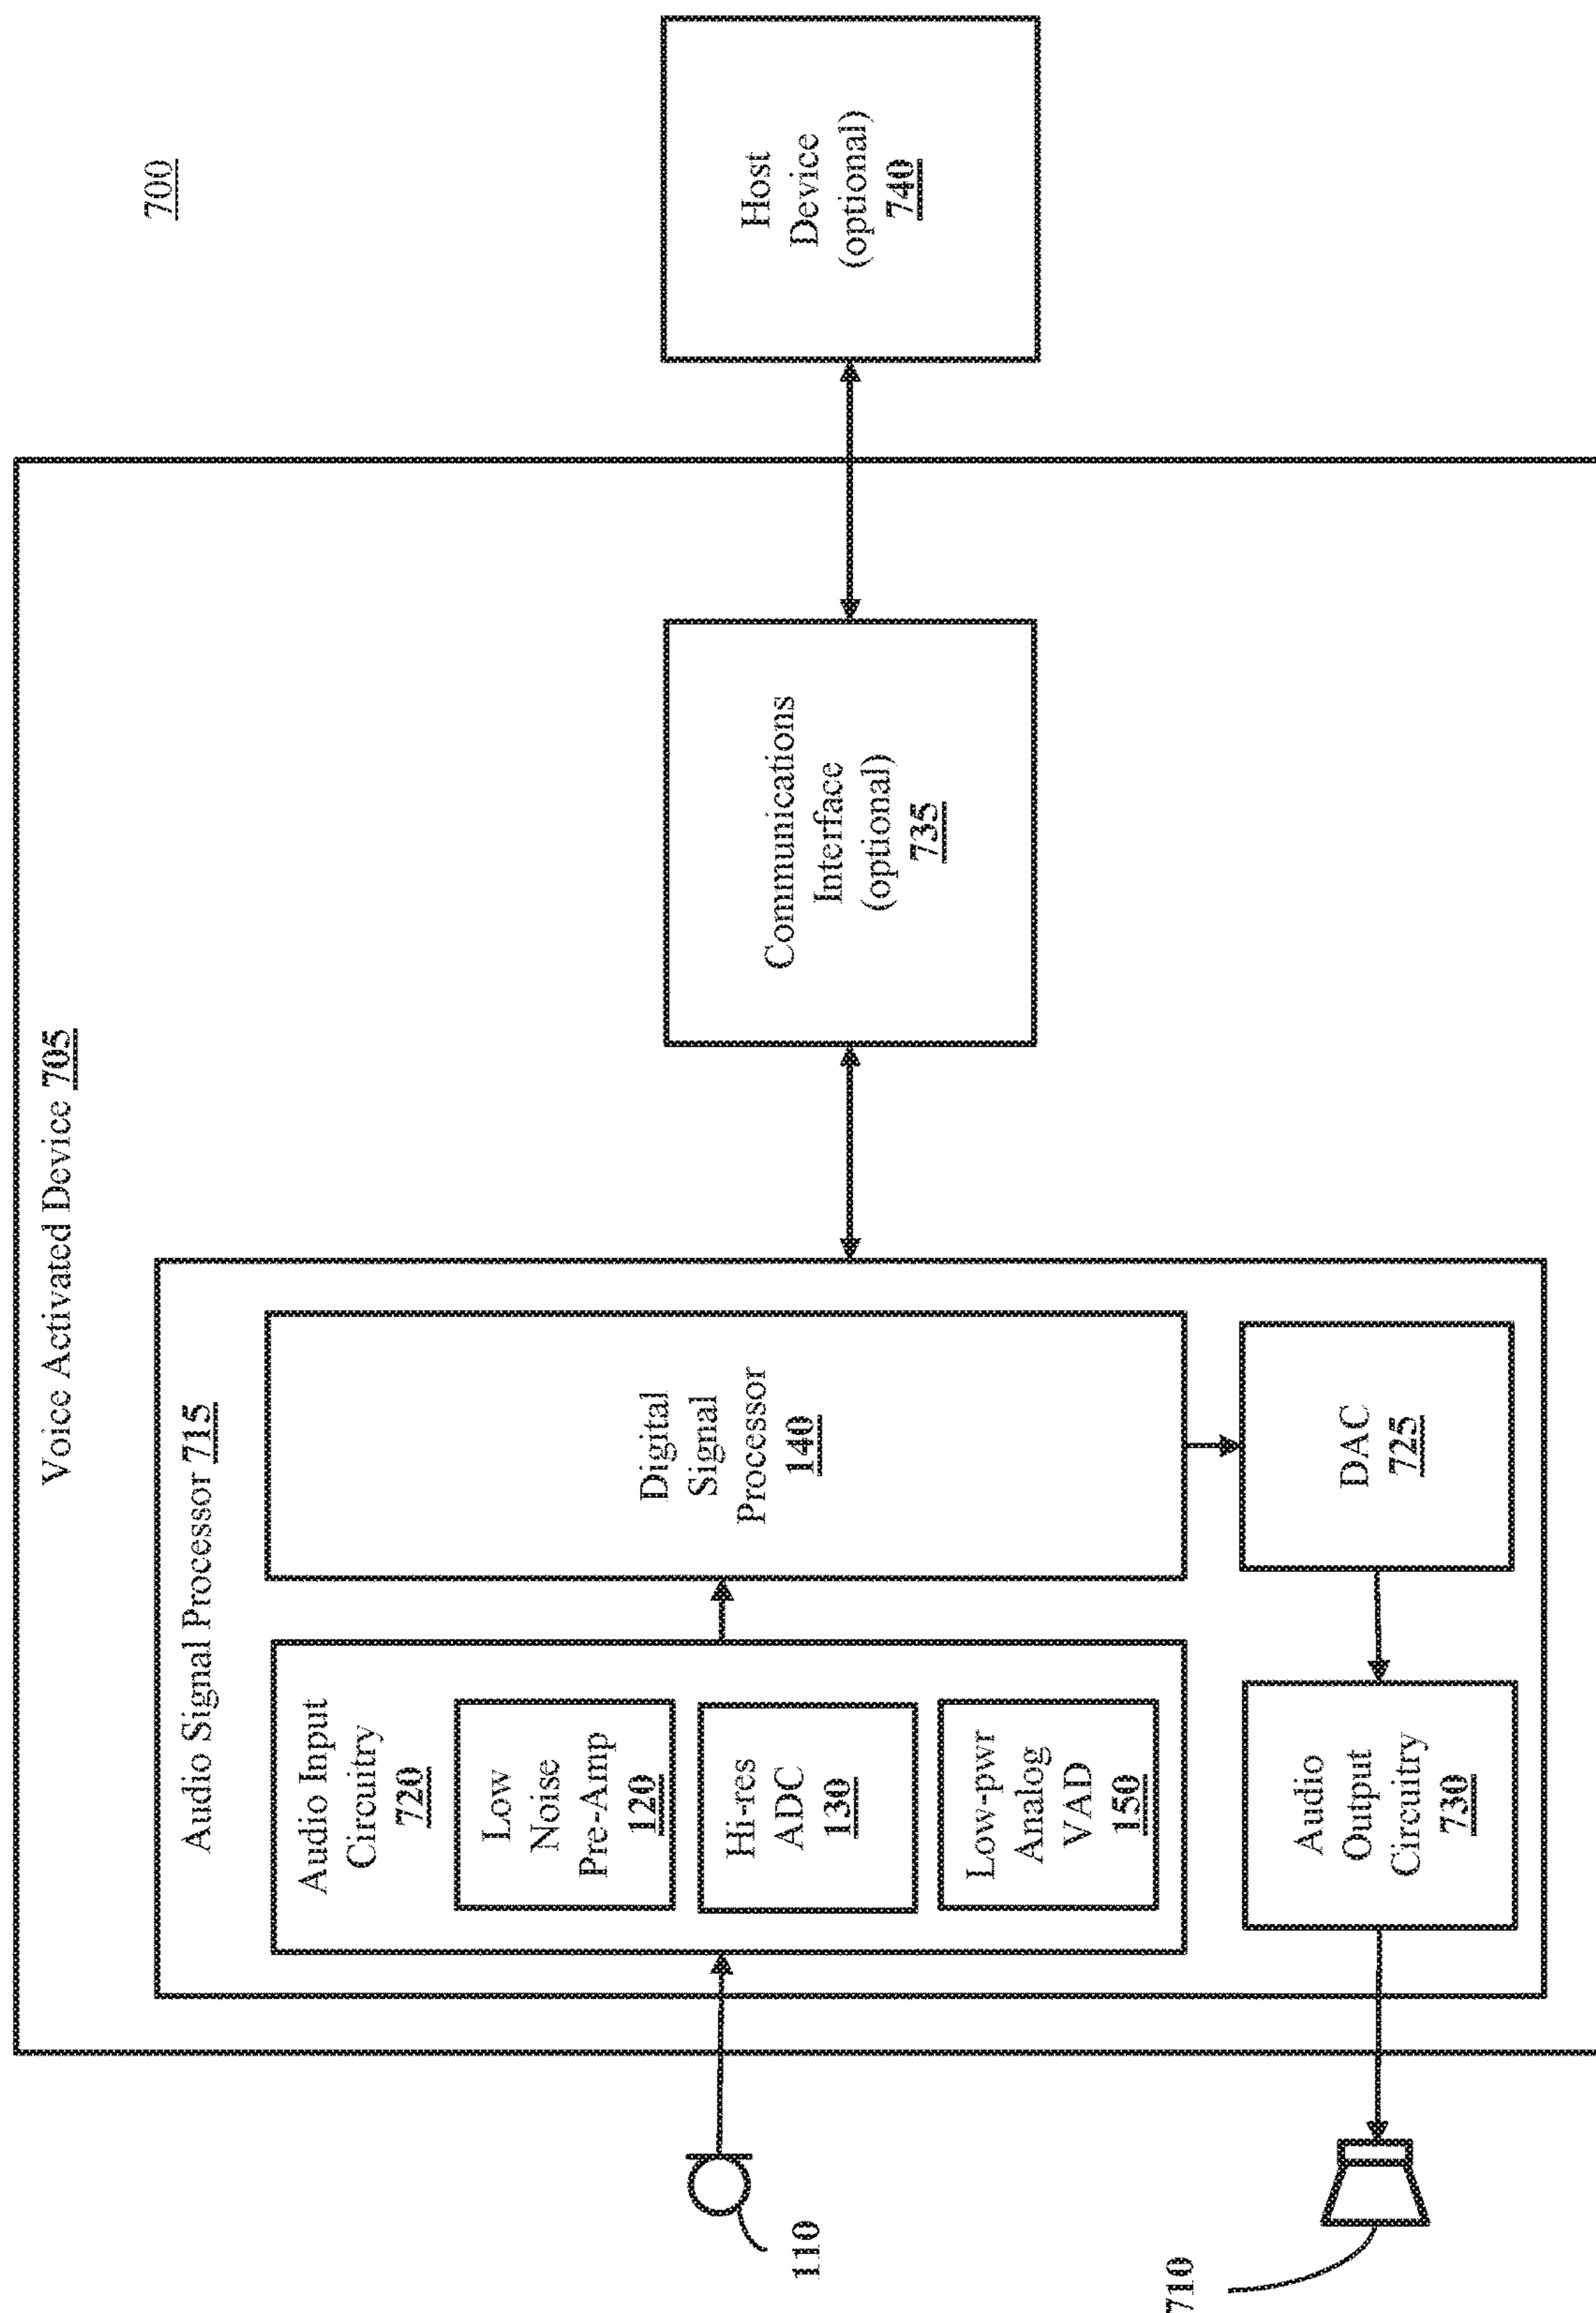 700
Voice Activated Device 705
Audio Signal Processor 715
Audio Input
Circuitry
720
Low
Noise
Pre-Amp
120
Hi-res
ADC
130
Low-pwr
Analog
VAD
150
Digital
Signal
Processor
140
DAC
725
Audio
Output
Circuitry
730
Communications
Interface
(optional)
735
Host
Device
(optional)
740
110
710